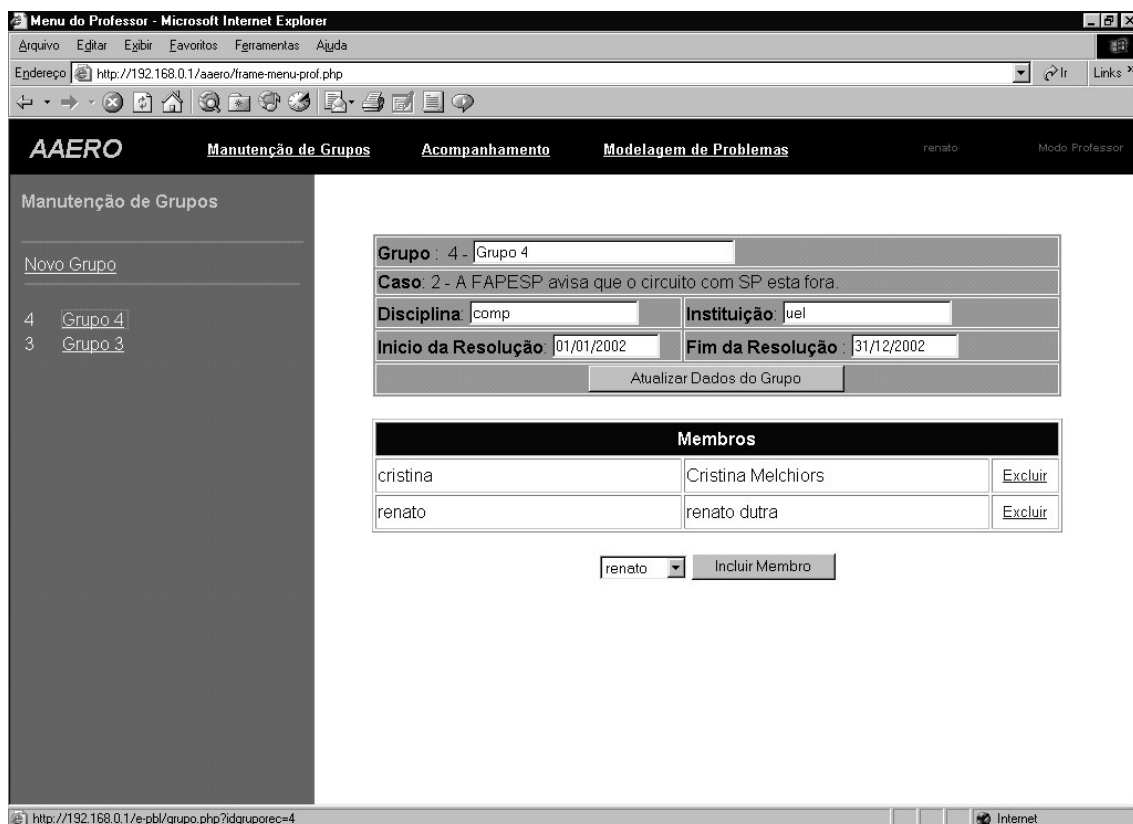 Menu do Professor - Microsoft Internet Explorer
Arquivo Editar Exibir Favoritos Ferramentas Ajuda
Endereço http://192.168.0.1/aaero/frame-menu-prof.php Ir Links »
AAERO Manutenção de Grupos Acompanhamento Modelagem de Problemas renato Modo Professor
Manutenção de Grupos
Novo Grupo
4 Grupo 4
3 Grupo 3
Grupo : 4 - Grupo 4
Caso: 2 - A FAPESP avisa que o circuito com SP esta fora.
Disciplina: comp Instituição: uel
Inicio da Resolução: 01/01/2002 Fim da Resolução : 31/12/2002
Atualizar Dados do Grupo
Membros
cristina Cristina Melchiors Excluir
renato renato dutra Excluir
renato Incluir Membro
http://192.168.0.1/e-pbl/grupo.php?idgruporec=4 Internet